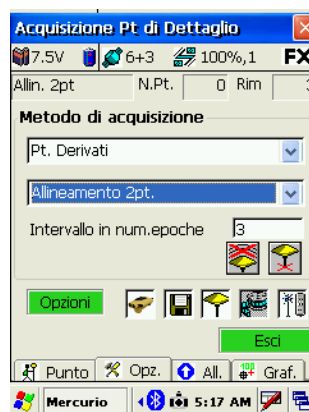 Acquisizione Pt di Dettaglio
7.5V 6+3 100%,1 FX
Allin. 2pt N.Pt. 0 Rim
Metodo di acquisizione
Pt. Derivati
Allineamento 2pt.
Intervallo in num.epoche 3
Opzioni
Esci
Punto Opz. All. Graf.
Mercurio 5:17 AM